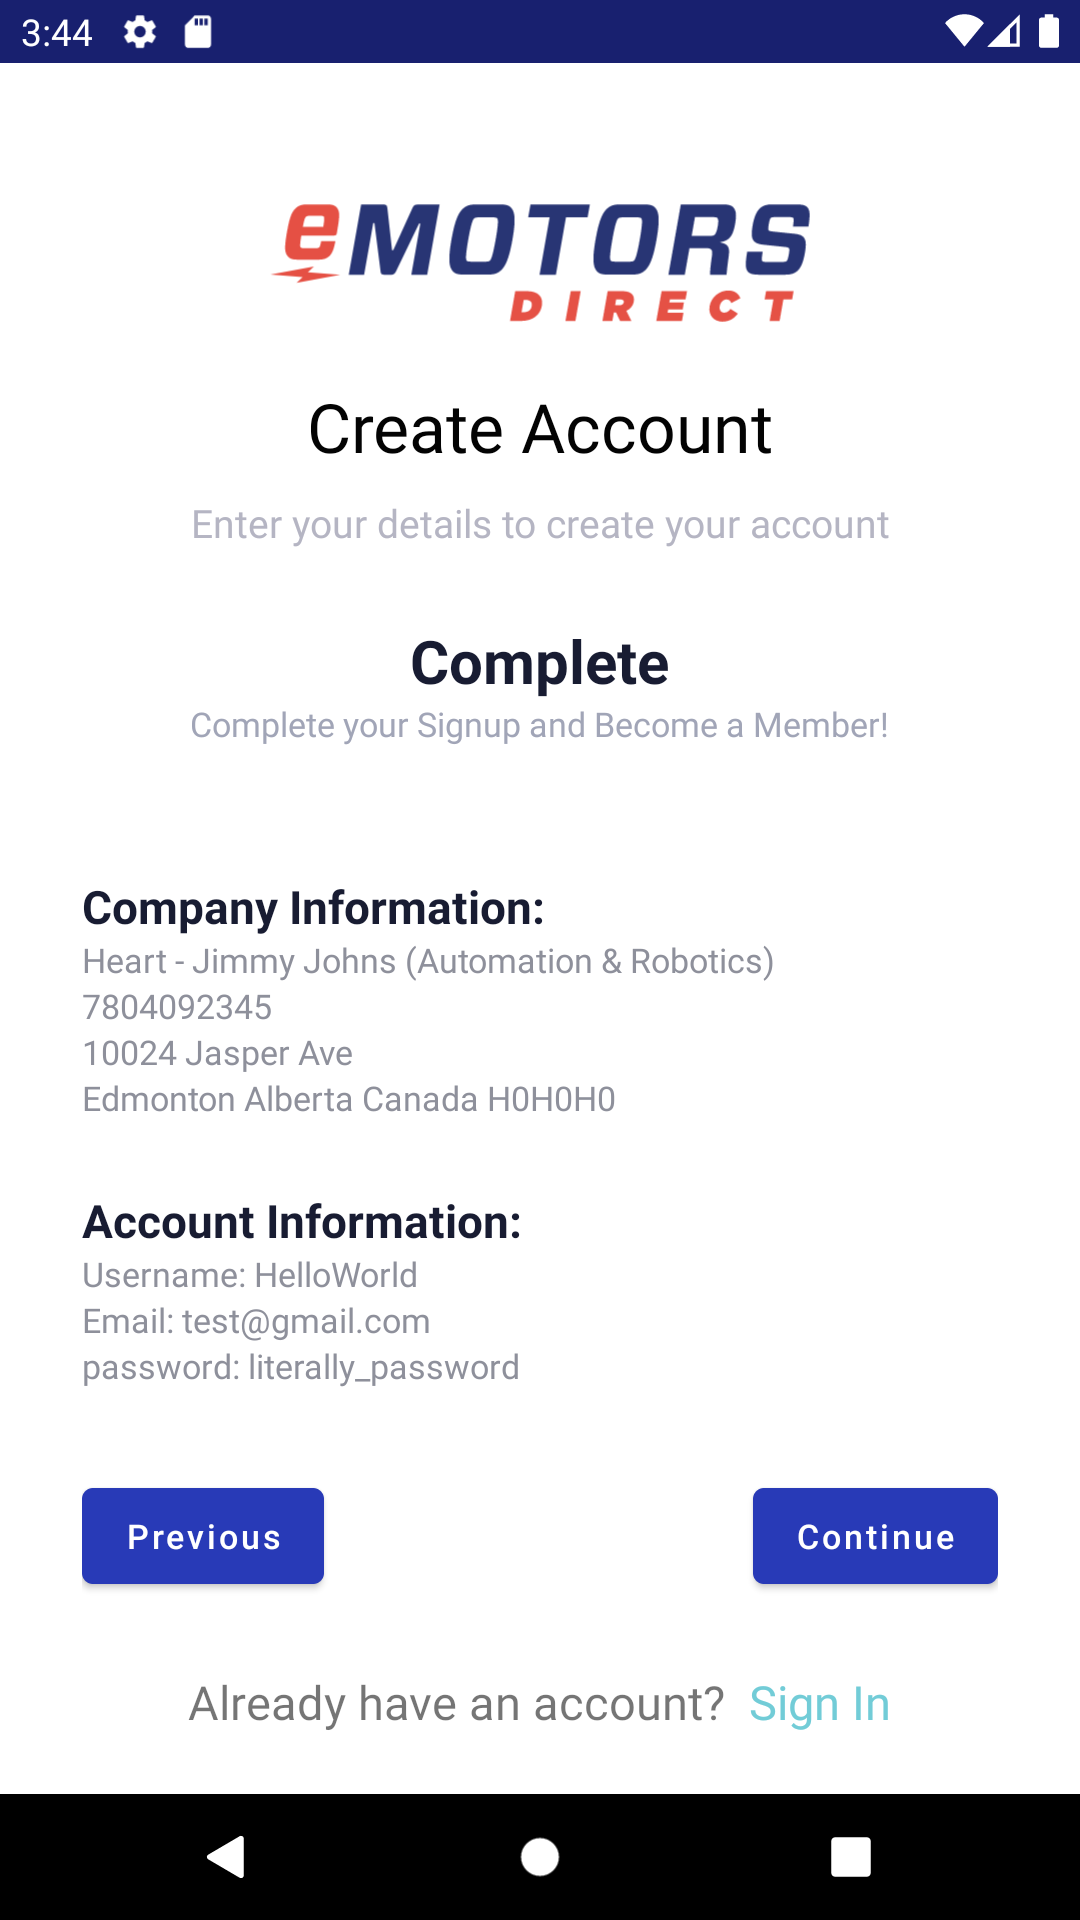 3:44
eMOTORS
DIRECT
Create Account
Enter your details to create your account
Complete
Complete your Signup and Become a Member!
Company Information:
Heart - Jimmy Johns (Automation & Robotics)
7804092345
10024 Jasper Ave
Edmonton Alberta Canada H0H0H0
Account Information:
Username: HelloWorld
Email: test@gmail.com
password: literally_password
Previous
Continue
Already have an account? Sign In